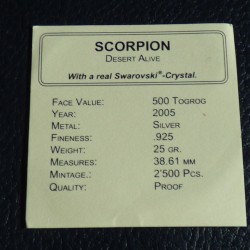 SCORPION
DESERT ALIVE
With a real Swarovski®-Crystal.
FACE VALUE: 500 TOGROG
YEAR: 2005
METAL: SILVER
FINENESS: .925
WEIGHT: 25 GR.
MEASURES: 38.61 MM
MINTAGE.: 2'500 PCS.
QUALITY: PROOF